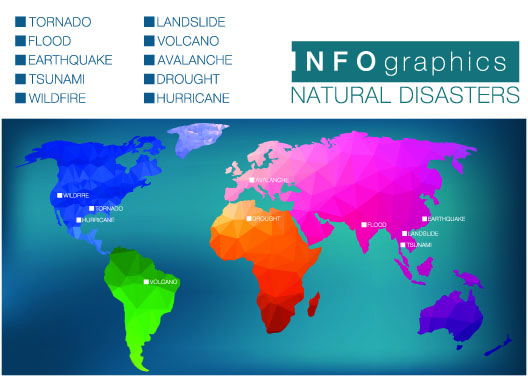 TORNADO
FLOOD
EARTHQUAKE
TSUNAMI
WILDFIRE
LANDSLIDE
VOLCANO
AVALANCHE
DROUGHT
HURRICANE
INFOgraphics
NATURAL DISASTERS
AVALANCHE
WILDFIRE
TORNADO
HURRICANE
DROUGHT
FLOOD
EARTHQUAKE
LANDSLIDE
TSUNAMI
VOLCANO